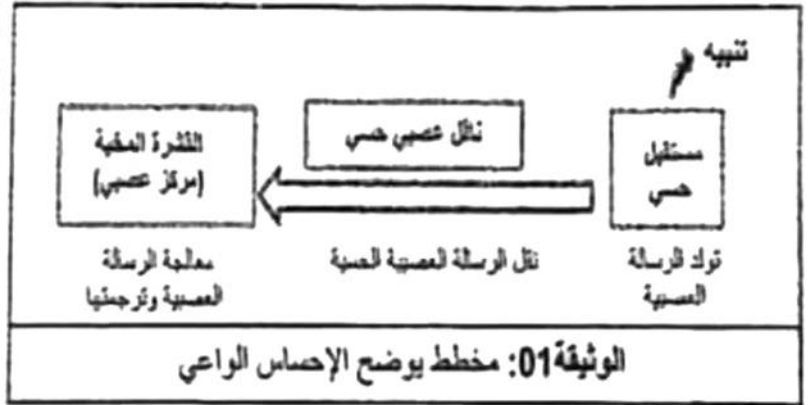 تنبيه
مستقبل
حسي
ناقل عصبي حسي
القشرة المخية
(مركز عصبي)
تولد الرسالة
العصبية
نقل الرسالة العصبية الحسية
معالجة الرسالة
العصبية وترجمتها
الوثيقة01: مخطط يوضح الإحساس الواعي